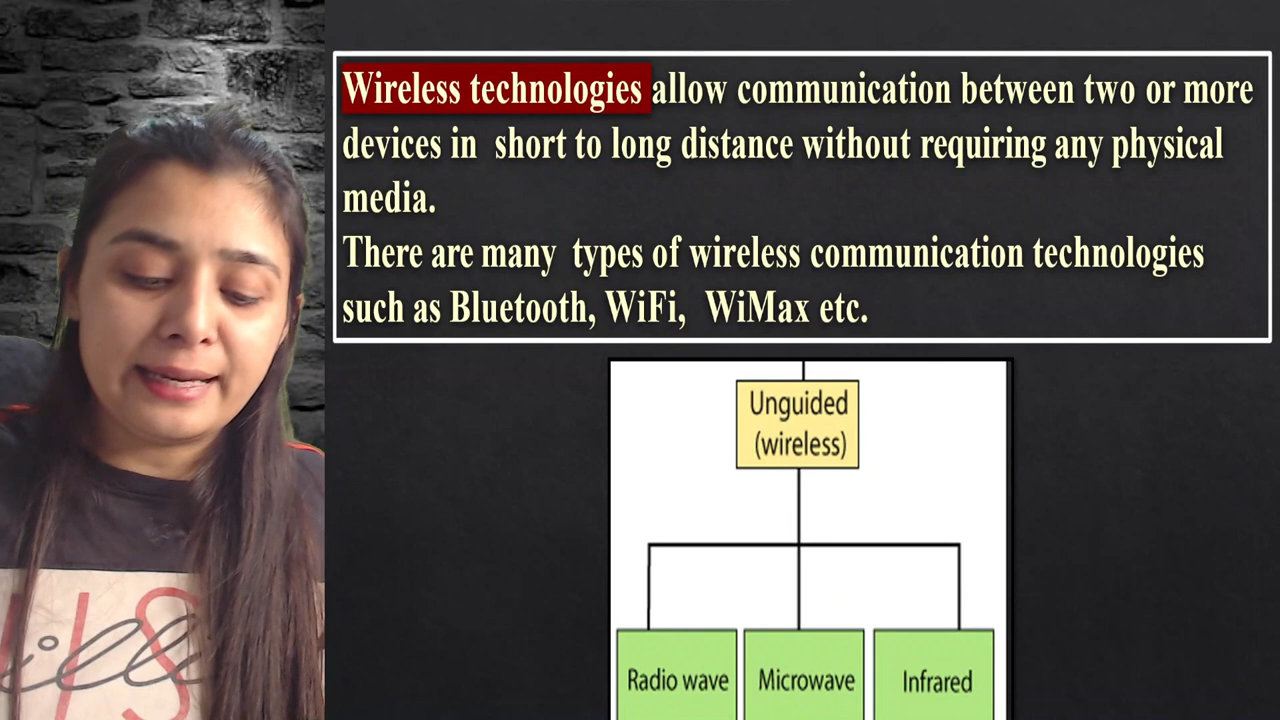 Wireless technologies allow communication between two or more
devices in short to long distance without requiring any physical
media.
There are many types of wireless communication technologies
such as Bluetooth, WiFi, WiMax etc.
Unguided
(wireless)
Radio wave
Microwave
Infrared